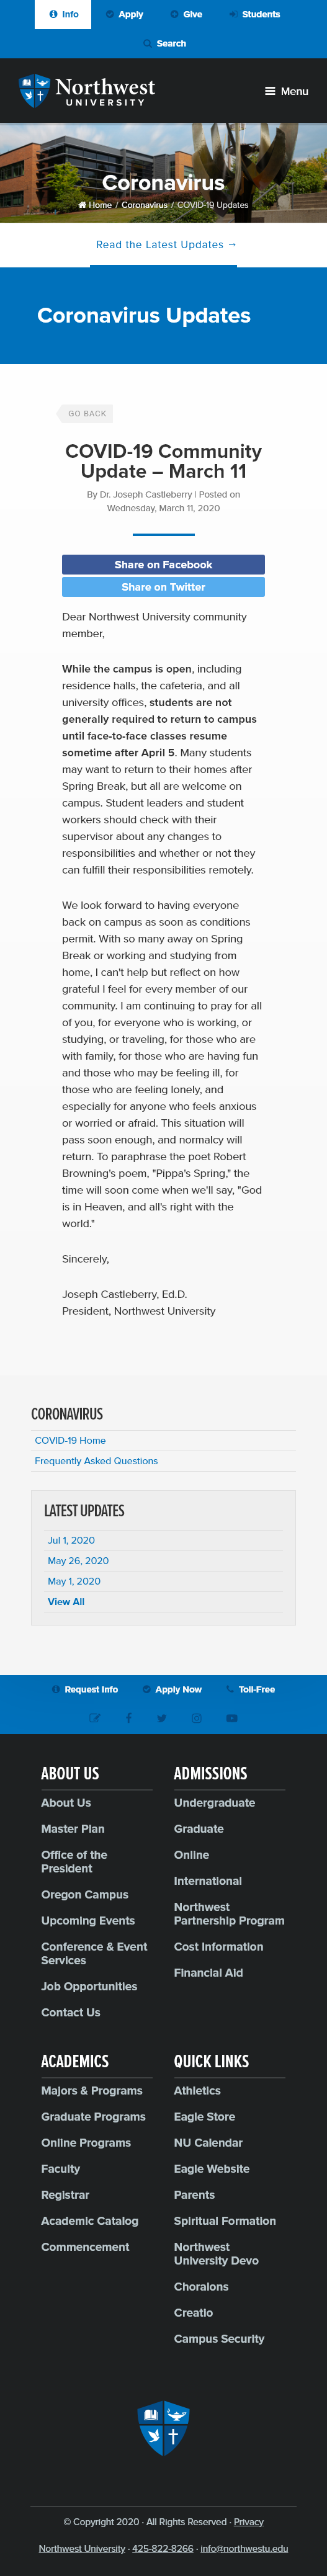 Info Apply Give Students
Search
Northwest
UNIVERSITY
Menu
Coronavirus
Home / Coronavirus / COVID-19 Updates
Read the Latest Updates →
Coronavirus Updates
GO BACK
COVID-19 Community
Update – March 11
By Dr. Joseph Castleberry | Posted on
Wednesday, March 11, 2020
Share on Facebook
Share on Twitter
Dear Northwest University community
member,
While the campus is open, including
residence halls, the cafeteria, and all
university offices, students are not
generally required to return to campus
until face-to-face classes resume
sometime after April 5. Many students
may want to return to their homes after
Spring Break, but all are welcome on
campus. Student leaders and student
workers should check with their
supervisor about any changes to
responsibilities and whether or not they
can fulfill their responsibilities remotely.
We look forward to having everyone
back on campus as soon as conditions
permit. With so many away on Spring
Break or working and studying from
home, I can't help but reflect on how
grateful I feel for every member of our
community. I am constant to pray for all
of you, for everyone who is working, or
studying, or traveling, for those who are
with family, for those who are having fun
and those who may be feeling ill, for
those who are feeling lonely, and
especially for anyone who feels anxious
or worried or afraid. This situation will
pass soon enough, and normalcy will
return. To paraphrase the poet Robert
Browning's poem, "Pippa's Spring," the
time will soon come when we'll say, "God
is in Heaven, and all's right with the
world."
Sincerely,
Joseph Castleberry, Ed.D.
President, Northwest University
CORONAVIRUS
COVID-19 Home
Frequently Asked Questions
LATEST UPDATES
Jul 1, 2020
May 26, 2020
May 1, 2020
View All
Request Info Apply Now Toll-Free
ABOUT US
About Us
Master Plan
Office of the
President
Oregon Campus
Upcoming Events
Conference & Event
Services
Job Opportunities
Contact Us
ADMISSIONS
Undergraduate
Graduate
Online
International
Northwest
Partnership Program
Cost Information
Financial Aid
ACADEMICS
Majors & Programs
Graduate Programs
Online Programs
Faculty
Registrar
Academic Catalog
Commencement
QUICK LINKS
Athletics
Eagle Store
NU Calendar
Eagle Website
Parents
Spiritual Formation
Northwest
University Devo
Choralons
Creatio
Campus Security
© Copyright 2020 · All Rights Reserved · Privacy
Northwest University · 425-822-8266 · info@northwestu.edu